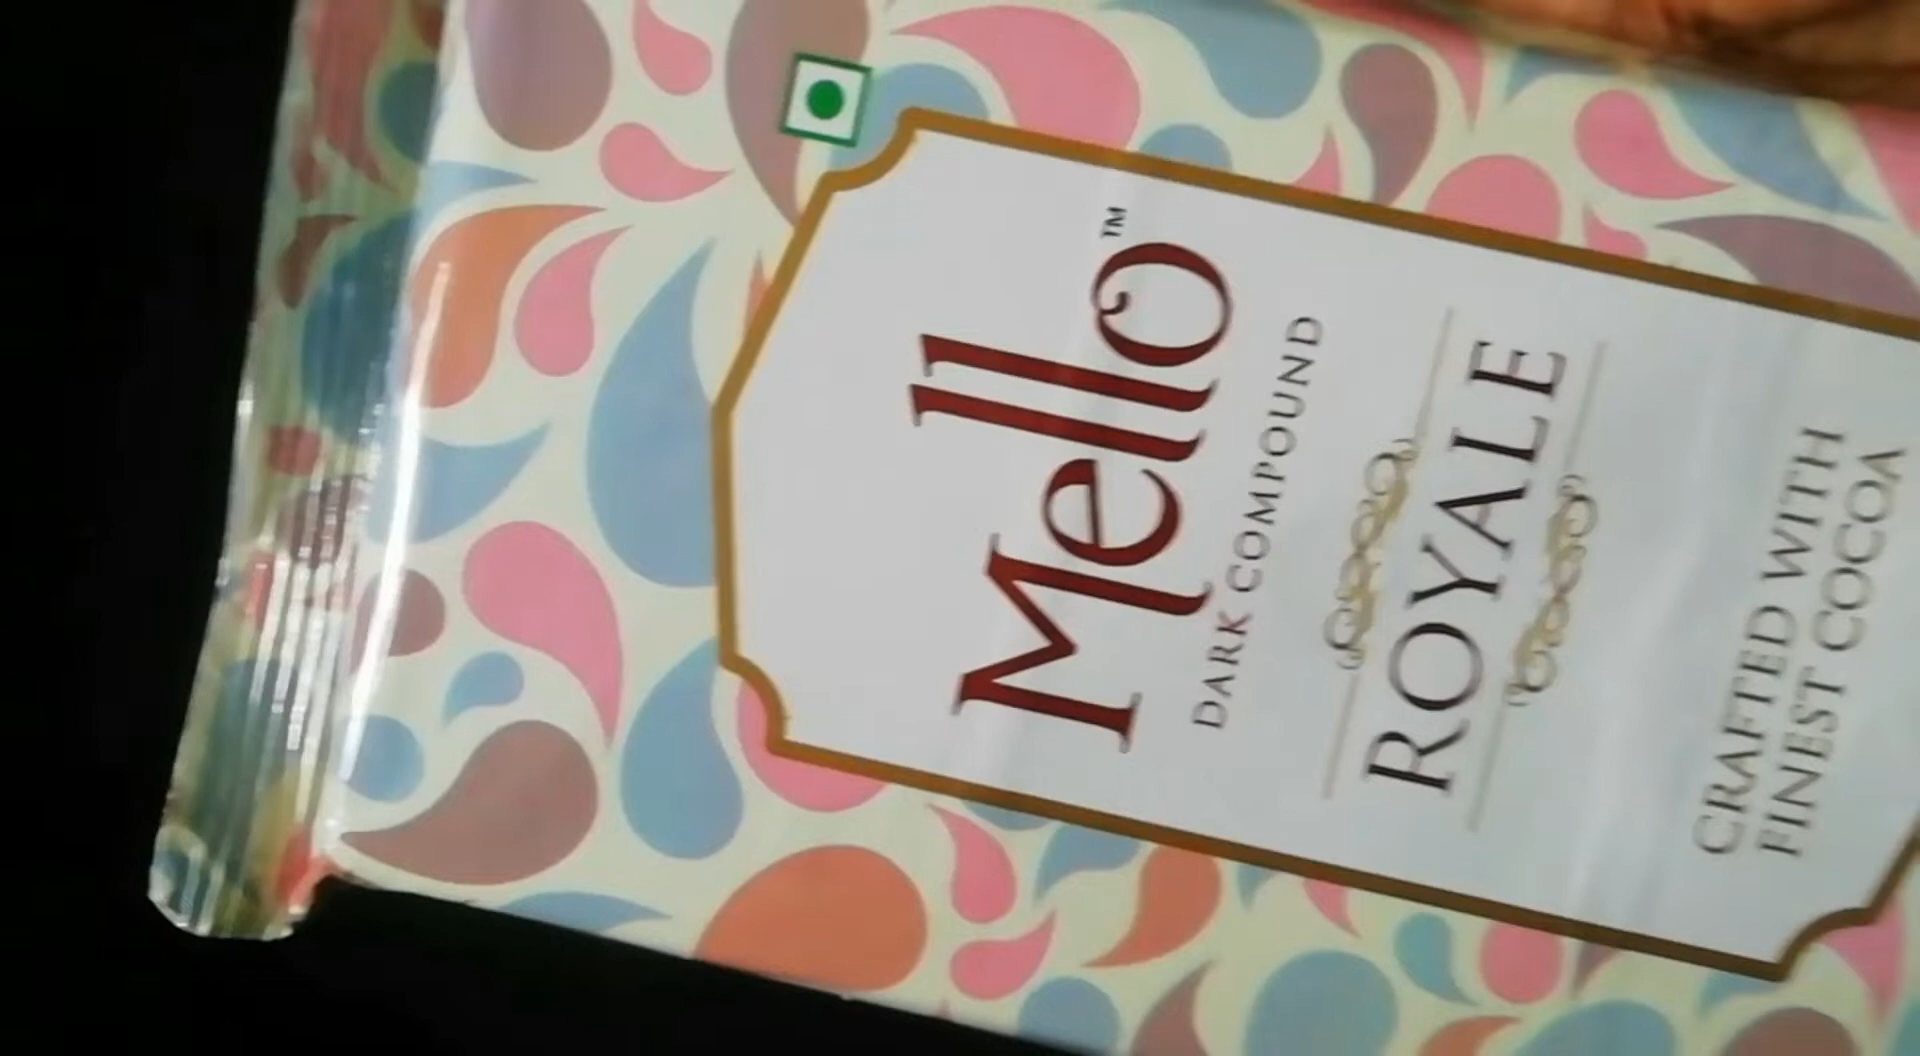 Mello™
DARK COMPOUND
ROYALE
CRAFTED WITH
FINEST COCOA